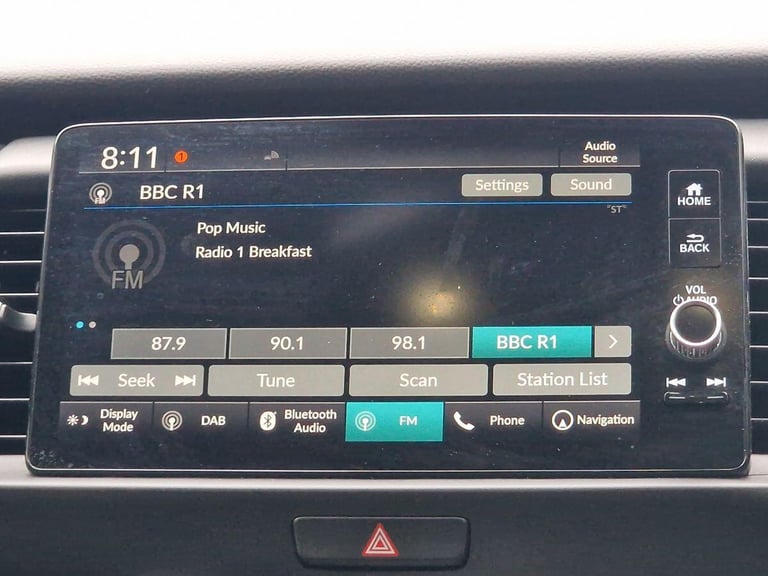 8:11
1
Audio
Source
BBC R1
Settings
Sound
"ST"
Pop Music
Radio 1 Breakfast
FM
HOME
BACK
VOL
AUDIO
87.9
90.1
98.1
BBC R1
Seek
Tune
Scan
Station List
Display
Mode
DAB
Bluetooth
Audio
FM
Phone
Navigation